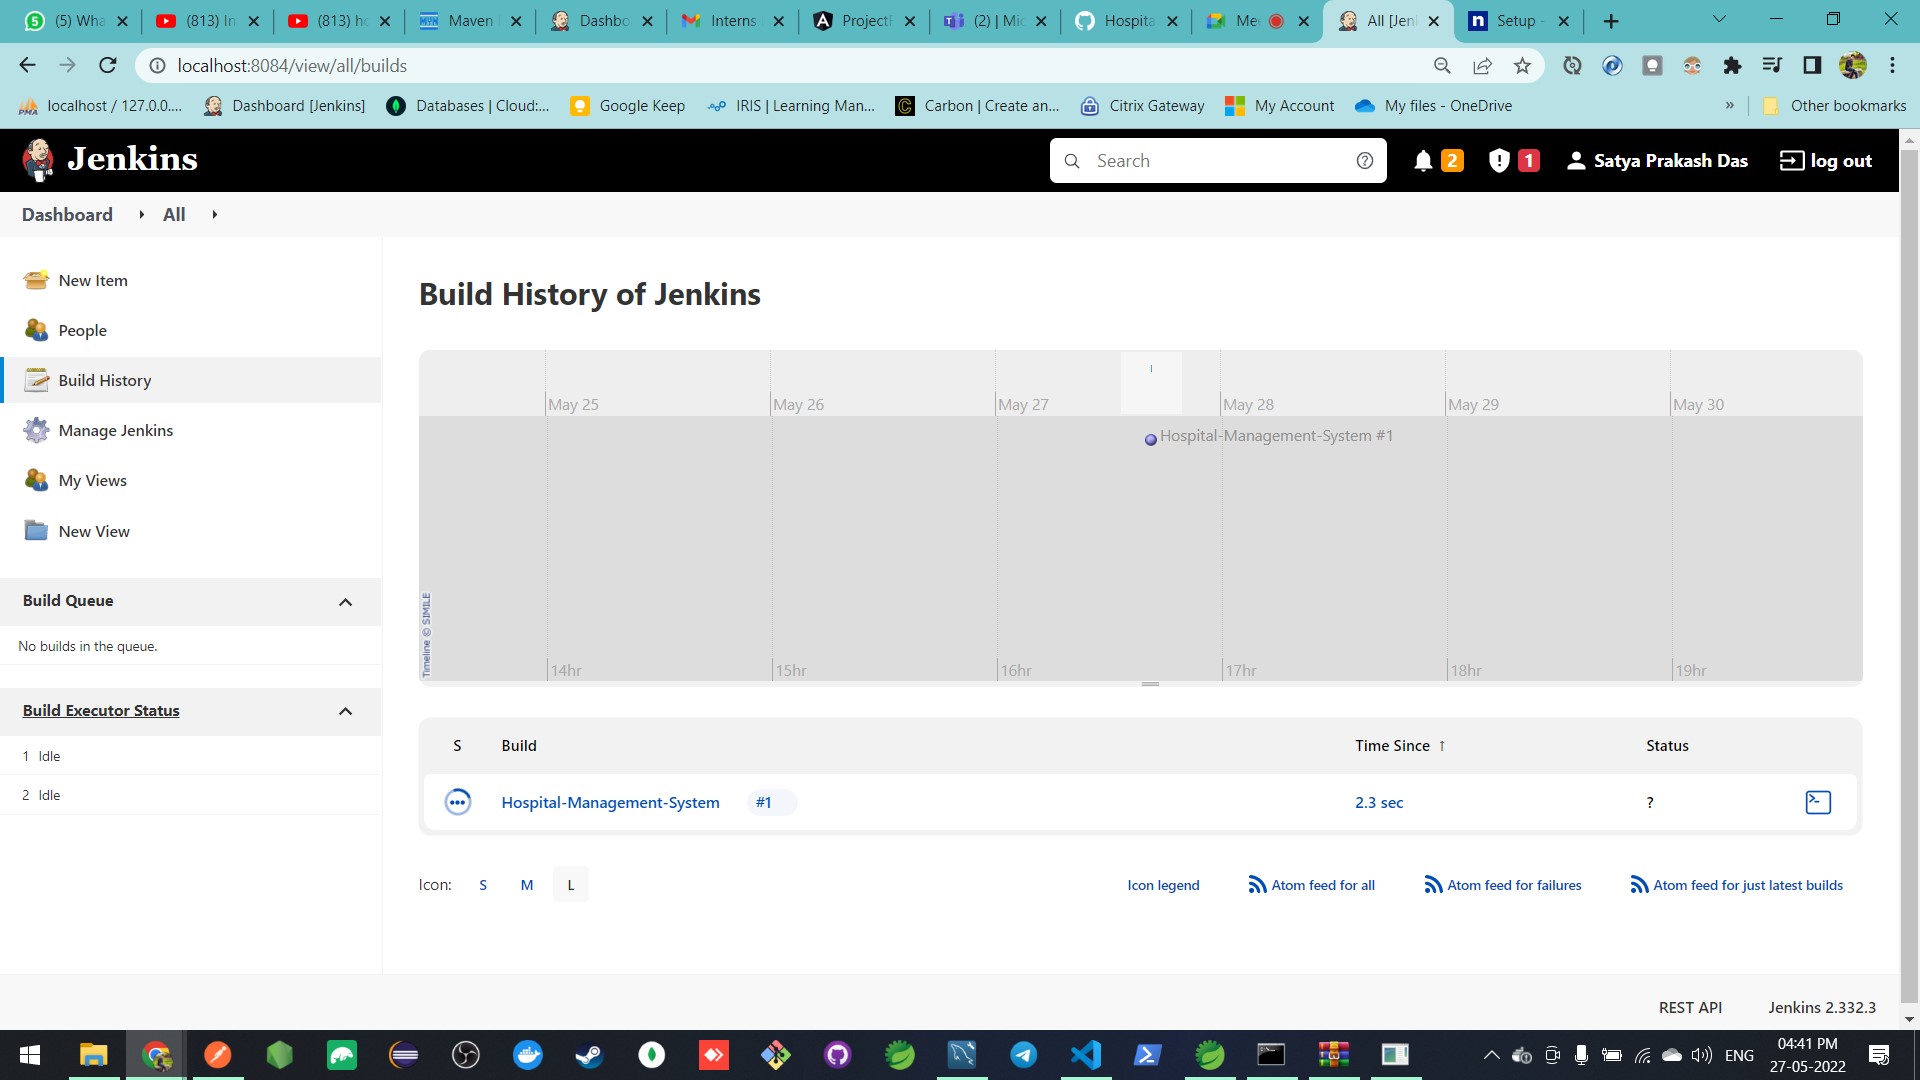 (5) Wha
(813) In
(813) ho
Maven
Dashbo
Interns
ProjectF
(2) | Mic
Hospita
Mee
All [Jenk
Setup -
localhost:8084/view/all/builds
localhost / 127.0.0....
Dashboard [Jenkins]
Databases | Cloud:...
Google Keep
IRIS | Learning Man...
Carbon | Create an...
Citrix Gateway
My Account
My files - OneDrive
»
Other bookmarks
Jenkins
Search
2
1
Satya Prakash Das
log out
Dashboard
All
New Item
People
Build History
Manage Jenkins
My Views
New View
Build Queue
No builds in the queue.
Build Executor Status
1 Idle
2 Idle
Build History of Jenkins
May 25
May 26
May 27
May 28
May 29
May 30
Hospital-Management-System #1
Timeline © SIMILE
14hr
15hr
16hr
17hr
18hr
19hr
S Build Time Since ↑ Status
Hospital-Management-System #1 2.3 sec ?
Icon: S M L
Icon legend
Atom feed for all
Atom feed for failures
Atom feed for just latest builds
REST API
Jenkins 2.332.3
ENG
04:41 PM
27-05-2022